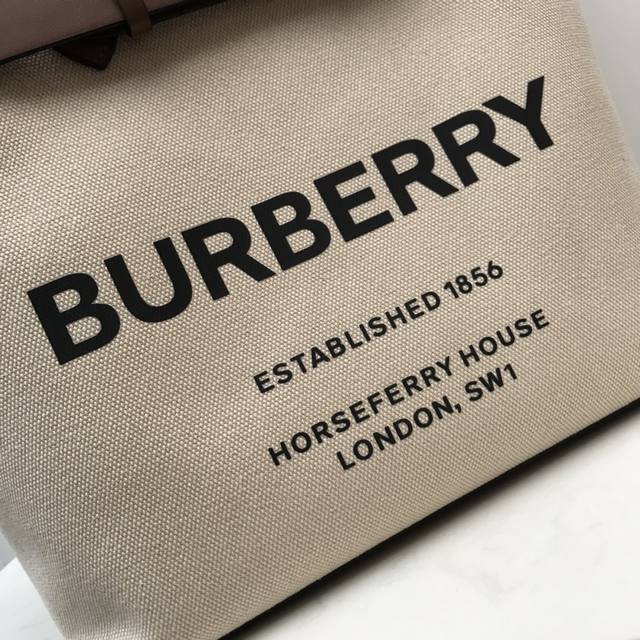 BURBERRY
ESTABLISHED 1856
HORSEFERRY HOUSE
LONDON, SW1